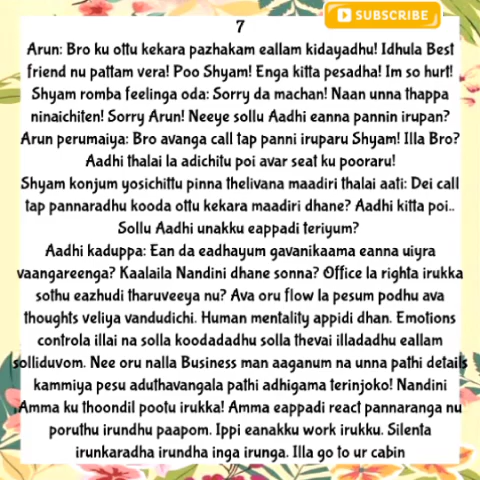 SUBSCRIBE
7
Arun: Bro ku ottu kekara pazhakam eallam kidayadhu! Idhula Best
friend nu pattam vera! Poo Shyam! Enga kitta pesadha! Im so hurt!
Shyam romba feelinga oda: Sorry da machan! Naan unna thappa
ninaichiten! Sorry Arun! Neeye sollu Aadhi eanna pannin irupan?
Arun perumaiya: Bro avanga call tap panni iruparu Shyam! Illa Bro?
Aadhi thalai la adichitu poi avar seat ku pooraru!
Shyam konjum yosichittu pinna thelivana maadiri thalai aati: Dei call
tap pannaradhu kooda ottu kekara maadiri dhane? Aadhi kitta poi..
Sollu Aadhi unakku eappadi teriyum?
Aadhi kaduppa: Ean da eadhayum gavanikaama eanna uiyra
vaangareenga? Kaalaila Nandini dhane sonna? Office la righta irukka
sothu eazhudi tharuveeya nu? Ava oru flow la pesum podhu ava
thoughts veliya vandudichi. Human mentality appidi dhan. Emotions
controla illai na solla koodadadhu solla thevai illadadhu eallam
solliduvom. Nee oru nalla Business man aaganum na unna pathi details
kammiya pesu aduthavangala pathi adhigama terinjoko! Nandini
Amma ku thoondil pootu irukka! Amma eappadi react pannaranga nu
poruthu irundhu paapom. Ippi eanakku work irukku. Silenta
irunkaradha irundha inga irunga. Illa go to ur cabin